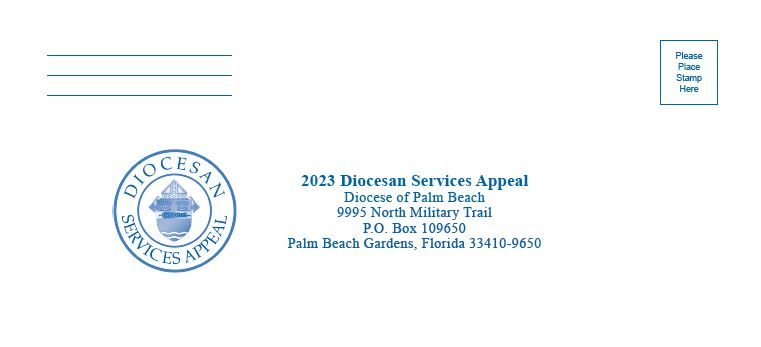 Please
Place
Stamp
Here
DIOCESAN
SERVICES APPEAL
2023 Diocesan Services Appeal
Diocese of Palm Beach
9995 North Military Trail
P.O. Box 109650
Palm Beach Gardens, Florida 33410-9650